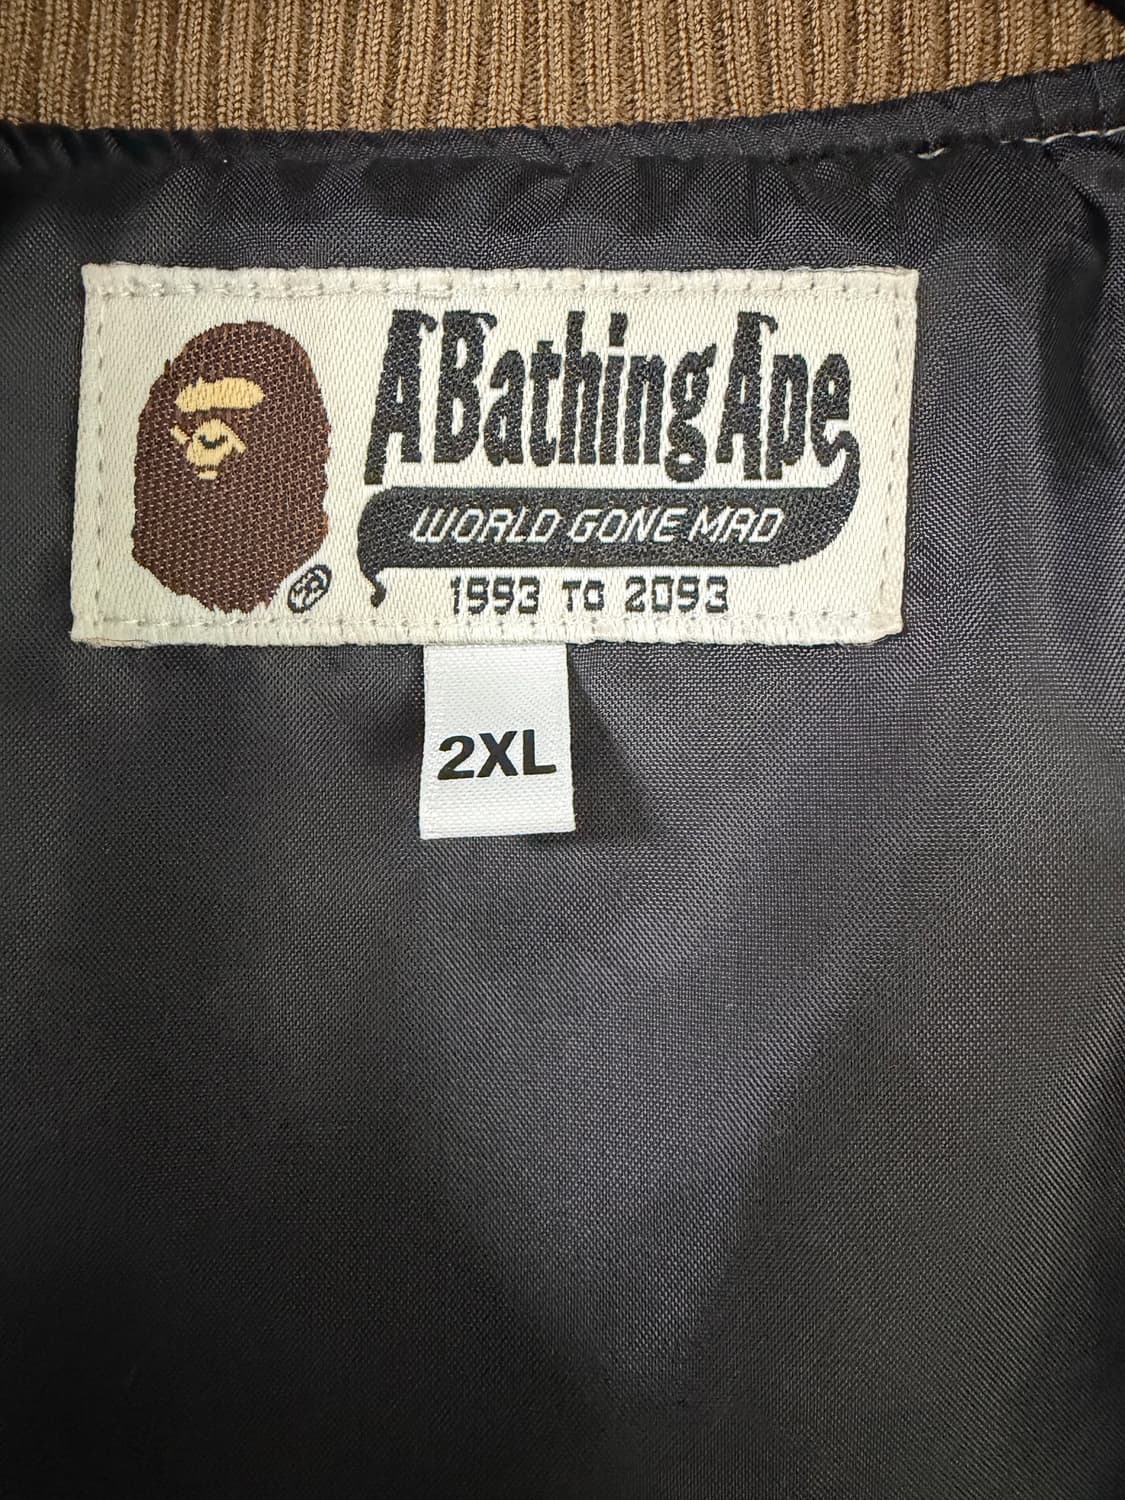 A Bathing Ape
WORLD GONE MAD
1993 TO 2093
2XL